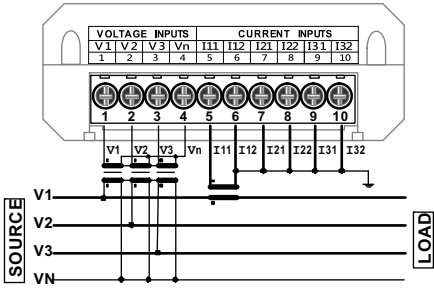 VOLTAGE INPUTS CURRENT INPUTS
V1 V2 V3 Vn I11 I12 I21 I22 I31 I32
1 2 3 4 5 6 7 8 9 10
1 2 3 4 5 6 7 8 9 10
V1 V2 V3 Vn I11 I12 I21 I22 I31 I32
SOURCE
V1
V2
V3
VN
LOAD